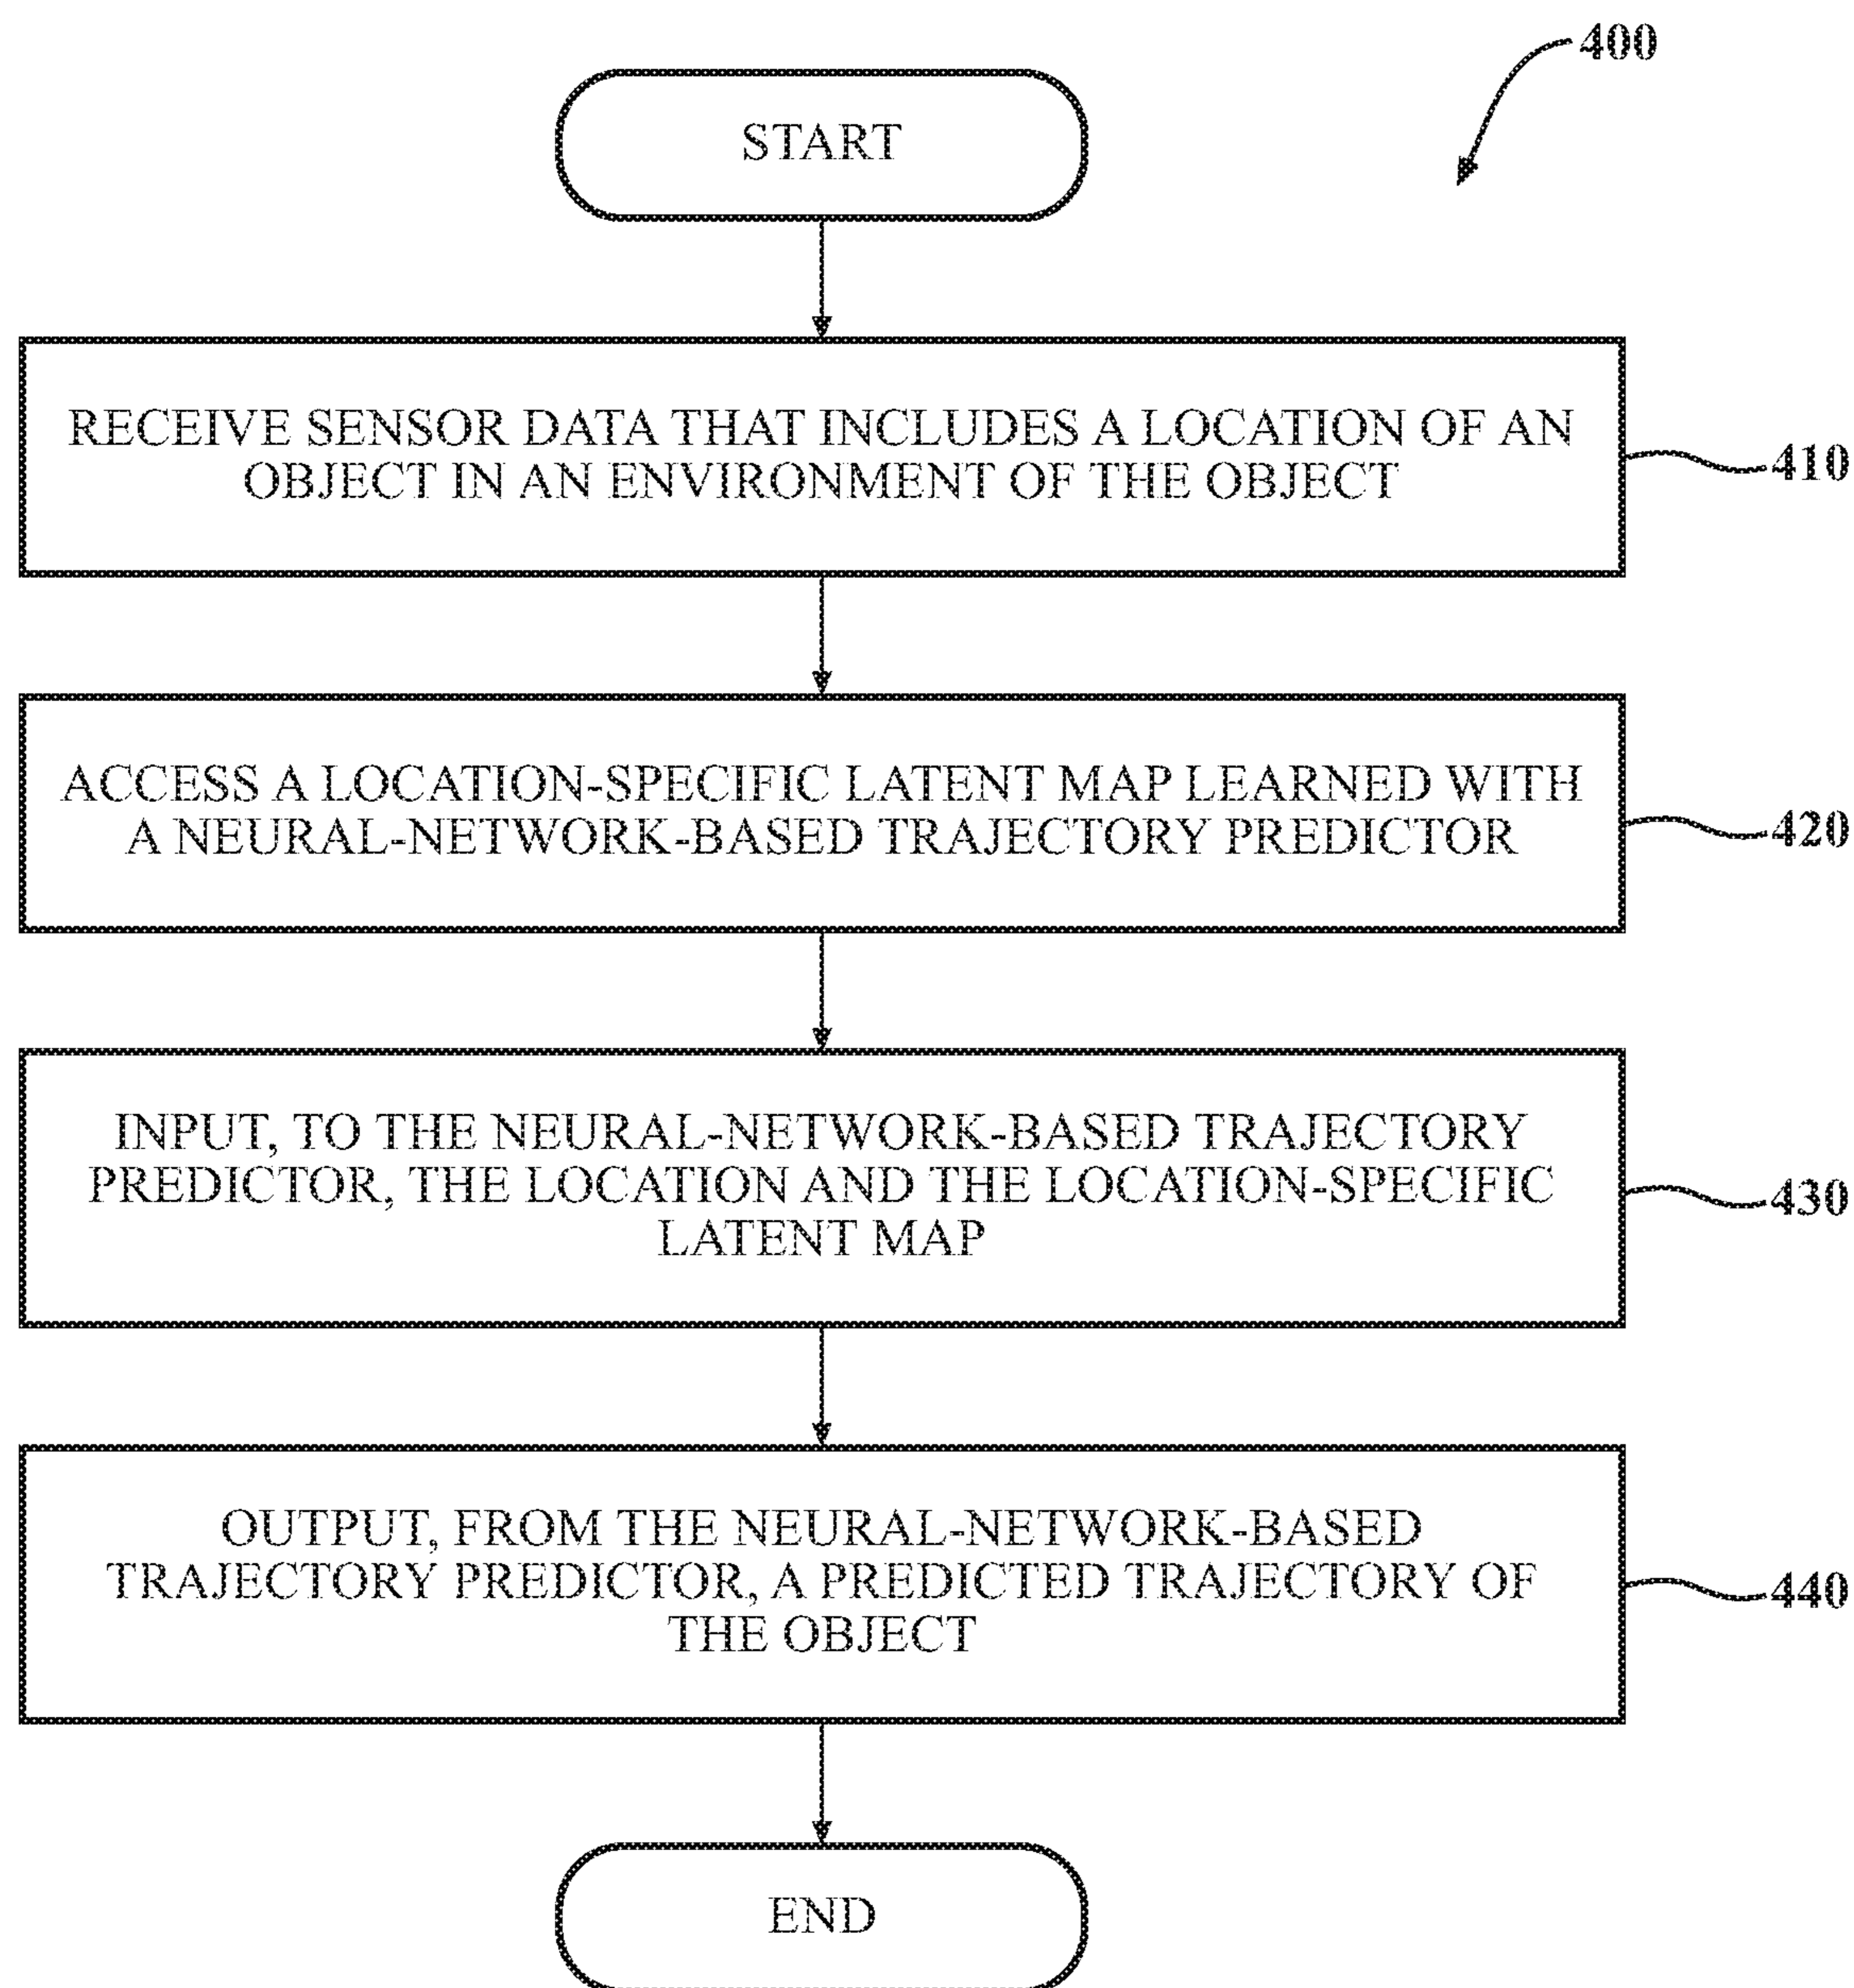 400
START
RECEIVE SENSOR DATA THAT INCLUDES A LOCATION OF AN
OBJECT IN AN ENVIRONMENT OF THE OBJECT
410
ACCESS A LOCATION-SPECIFIC LATENT MAP LEARNED WITH
A NEURAL-NETWORK-BASED TRAJECTORY PREDICTOR
420
INPUT, TO THE NEURAL-NETWORK-BASED TRAJECTORY
PREDICTOR, THE LOCATION AND THE LOCATION-SPECIFIC
LATENT MAP
430
OUTPUT, FROM THE NEURAL-NETWORK-BASED
TRAJECTORY PREDICTOR, A PREDICTED TRAJECTORY OF
THE OBJECT
440
END